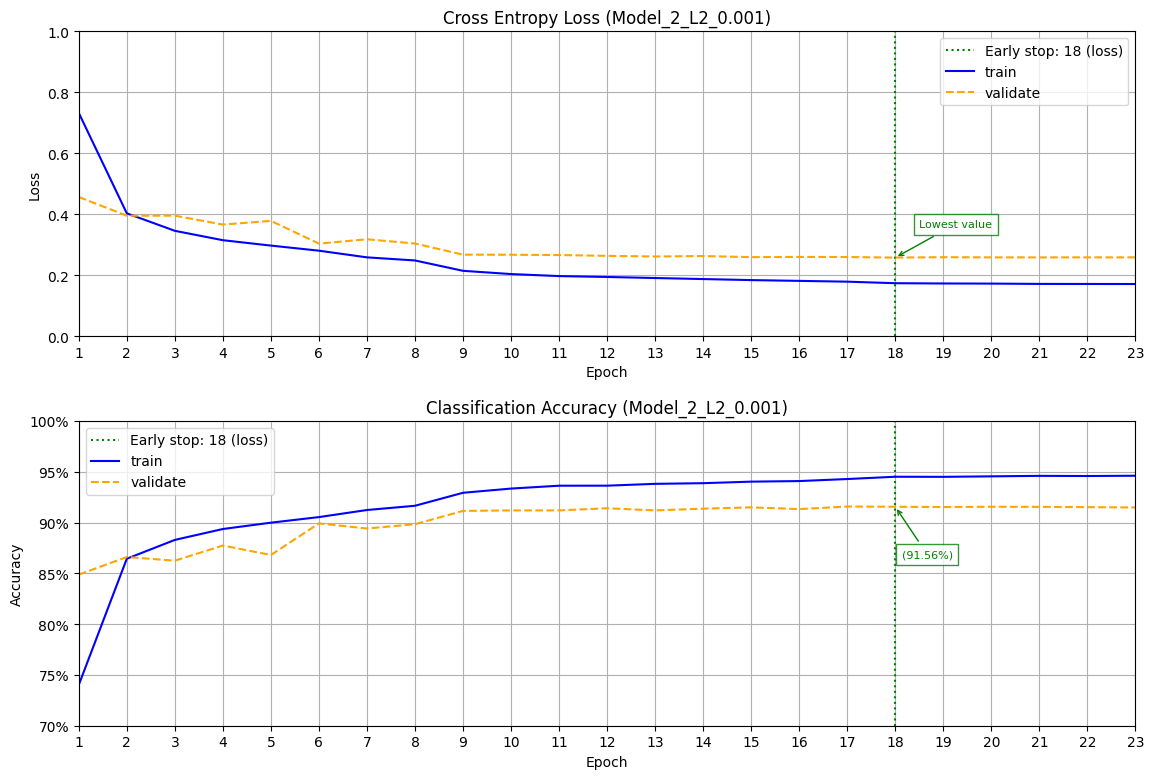 Cross Entropy Loss (Model_2_L2_0.001)
1.0
0.8
0.6
0.4
0.2
0.0
Loss
Early stop: 18 (loss)
train
validate
Lowest value
1 2 3 4 5 6 7 8 9 10 11 12 13 14 15 16 17 18 19 20 21 22 23
Epoch
Classification Accuracy (Model_2_L2_0.001)
100%
95%
90%
85%
80%
75%
70%
Accuracy
Early stop: 18 (loss)
train
validate
(91.56%)
1 2 3 4 5 6 7 8 9 10 11 12 13 14 15 16 17 18 19 20 21 22 23
Epoch